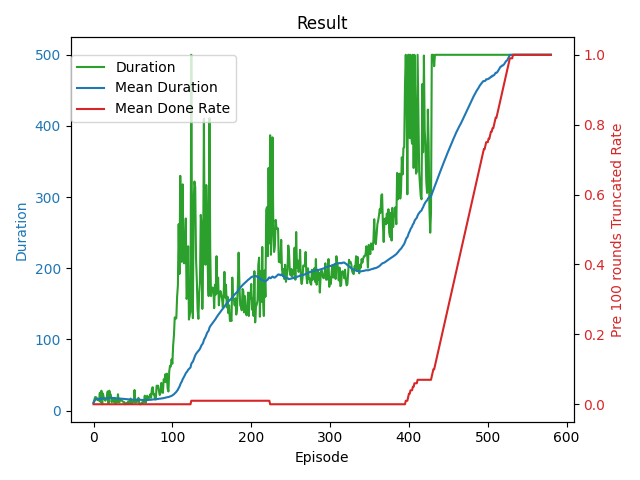 Result
Duration
Mean Duration
Mean Done Rate
500
400
300
200
100
0
Duration
1.0
0.8
0.6
0.4
0.2
0.0
Pre 100 rounds Truncated Rate
0 100 200 300 400 500 600
Episode